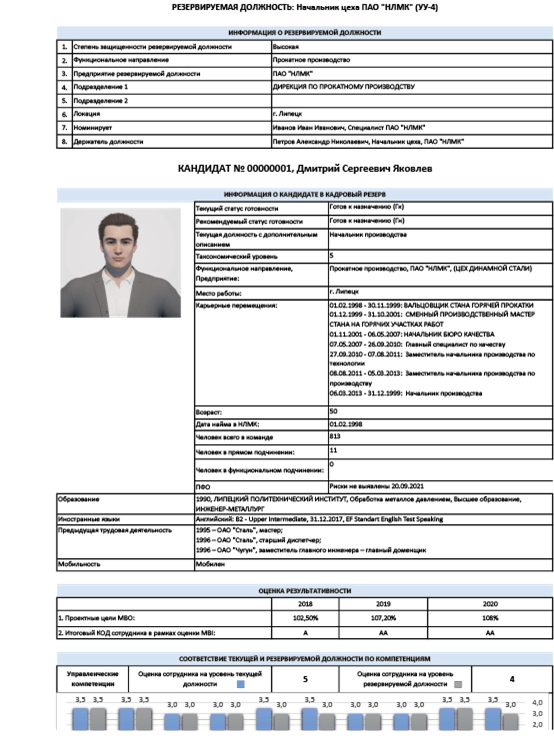 РЕЗЕРВИРУЕМАЯ ДОЛЖНОСТЬ: Начальник цеха ПАО "НЛМК" (УУ-4)
ИНФОРМАЦИЯ О РЕЗЕРВИРУЕМОЙ ДОЛЖНОСТИ
1. Степень защищенности резервируемой должности Высокая
2. Функциональное направление Прокатное производство
3. Предприятие резервируемой должности ПАО "НЛМК"
4. Подразделение 1 ДИРЕКЦИЯ ПО ПРОКАТНОМУ ПРОИЗВОДСТВУ
5. Подразделение 2
6. Локация г. Липецк
7. Номинирует Иванов Иван Иванович, Специалист ПАО "НЛМК"
8. Держатель должности Петров Александр Николаевич, Начальник цеха, ПАО "НЛМК"
КАНДИДАТ № 00000001, Дмитрий Сергеевич Яковлев
ИНФОРМАЦИЯ О КАНДИДАТЕ В КАДРОВЫЙ РЕЗЕРВ
Текущий статус готовности Готов к назначению (Гн)
Рекомендуемый статус готовности Готов к назначению (Гн)
Текущая должность с дополнительным Начальник производства
описанием
Таксономический уровень 5
Функциональное направление, Прокатное производство, ПАО "НЛМК", (ЦЕХ ДИНАМНОЙ СТАЛИ)
Предприятие:
Место работы: г. Липецк
Карьерные перемещения: 01.02.1998 - 30.11.1999: ВАЛЬЦОВЩИК СТАНА ГОРЯЧЕЙ ПРОКАТКИ
01.12.1999 - 31.10.2001: СМЕННЫЙ ПРОИЗВОДСТВЕННЫЙ МАСТЕР
СТАНА НА ГОРЯЧИХ УЧАСТКАХ РАБОТ
01.11.2001 - 06.05.2007: НАЧАЛЬНИК БЮРО КАЧЕСТВА
07.05.2007 - 26.09.2010: Главный специалист по качеству
27.09.2010 - 07.08.2011: Заместитель начальника производства по
технологии
08.08.2011 - 05.03.2013: Заместитель начальника производства по
производству
06.03.2013 - 31.12.1999: Начальник производства
Возраст: 50
Дата найма в НЛМК: 01.02.1998
Человек всего в команде 813
Человек в прямом подчинении: 11
Человек в функциональном подчинении: 0
ПФО Риски не выявлены 20.09.2021
Образование 1990, ЛИПЕЦКИЙ ПОЛИТЕХНИЧЕСКИЙ ИНСТИТУТ, Обработка металлов давлением, Высшее образование,
ИНЖЕНЕР-МЕТАЛЛУРГ
Иностранные языки Английский: B2 - Upper Intermediate, 31.12.2017, EF Standart English Test Speaking
Предыдущая трудовая деятельность 1995 – ОАО "Сталь", мастер;
1996 – ОАО "Сталь", старший диспетчер;
1996 – ОАО "Чугун", заместитель главного инженера – главный доменщик
Мобильность Мобилен
ОЦЕНКА РЕЗУЛЬТАТИВНОСТИ
2018 2019 2020
1. Проектные цели MBO: 102,50% 107,20% 108%
2. Итоговый КОД сотрудника в рамках оценки MBI: A AA AA
СООТВЕТСТВИЕ ТЕКУЩЕЙ И РЕЗЕРВИРУЕМОЙ ДОЛЖНОСТИ ПО КОМПЕТЕНЦИЯМ
Управленческие Оценка сотрудника на уровень текущей 5 Оценка сотрудника на уровень 4
компетенции должности резервируемой должности
3,5 3,5 3,5 3,5 3,0 3,0 3,0 3,0 3,5 3,0 3,5 3,0 3,0 3,0 3,0 3,0 3,5 3,5 3,5 3,0 4,0
3,0
2,0